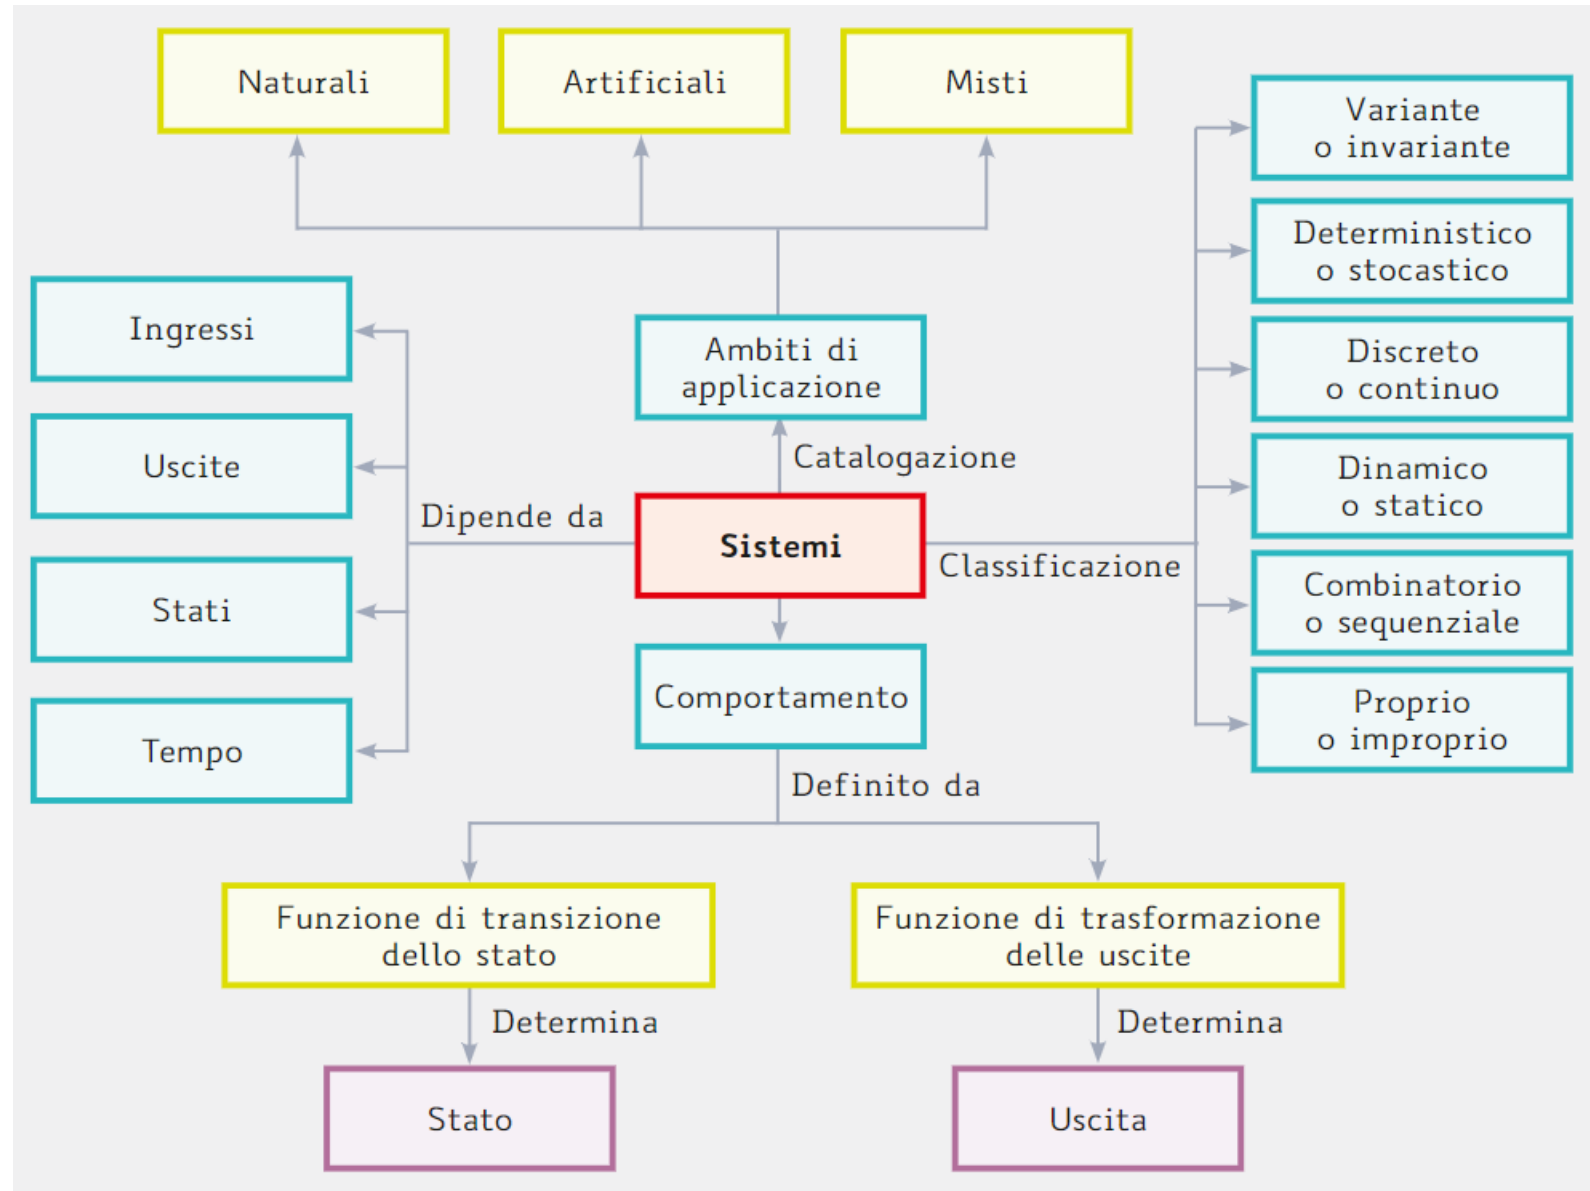 Naturali
Artificiali
Misti
Variante
o invariante
Deterministico
o stocastico
Discreto
o continuo
Dinamico
o statico
Combinatorio
o sequenziale
Proprio
o improprio
Ingressi
Uscite
Stati
Tempo
Dipende da
Ambiti di
applicazione
Catalogazione
Sistemi
Classificazione
Comportamento
Definito da
Funzione di transizione
dello stato
Funzione di trasformazione
delle uscite
Determina
Determina
Stato
Uscita